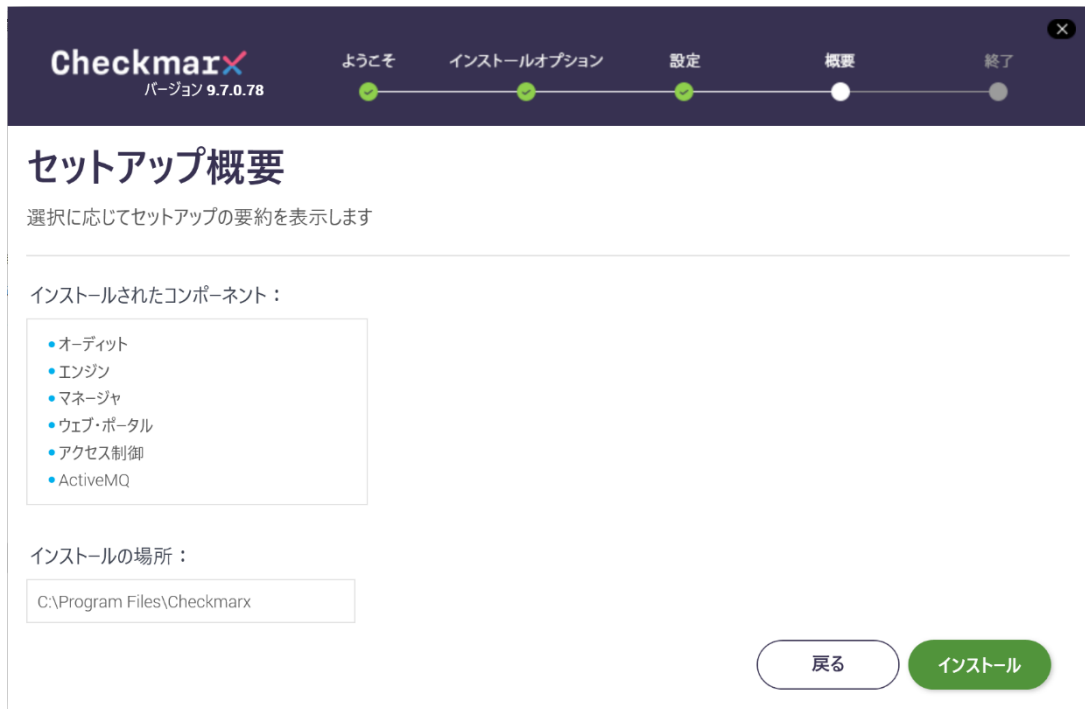 Checkmarx
バージョン 9.7.0.78
ようこそ
インストールオプション
設定
概要
終了
セットアップ概要
選択に応じてセットアップの要約を表示します
インストールされたコンポーネント：
オーディット
エンジン
マネージャ
ウェブ・ポータル
アクセス制御
ActiveMQ
インストールの場所：
C:\Program Files\Checkmarx
戻る
インストール